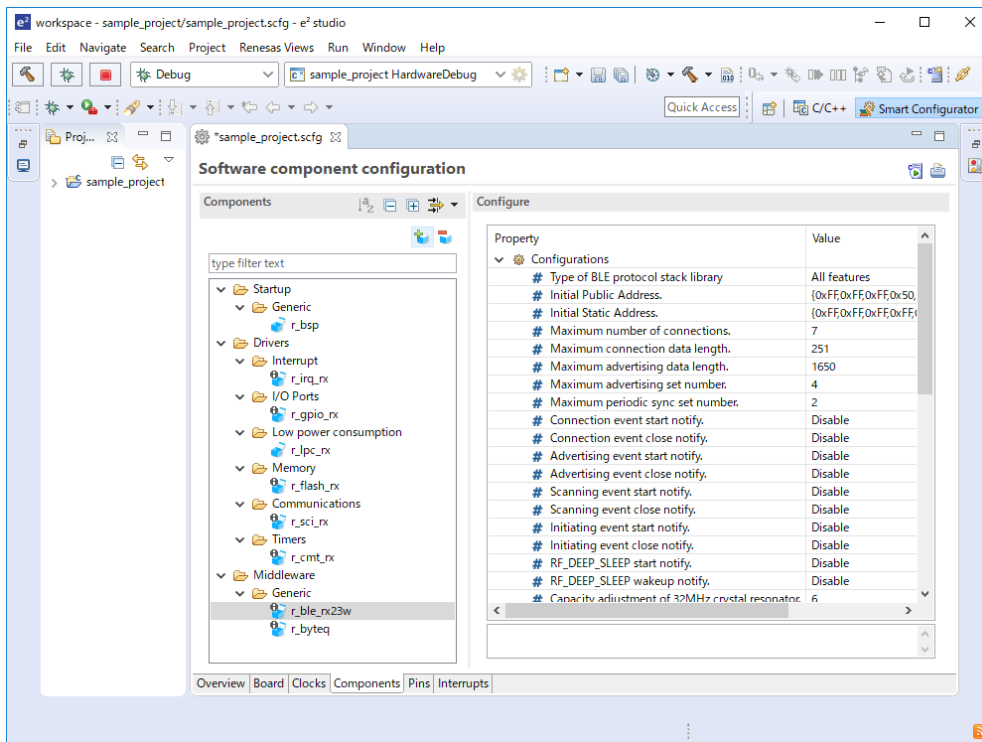 workspace - sample_project/sample_project.scfg - e² studio
File Edit Navigate Search Project Renesas Views Run Window Help
Debug
sample_project HardwareDebug
Quick Access
C/C++
Smart Configurator
Proj...
*sample_project.scfg
sample_project
Software component configuration
Components
type filter text
Startup
Generic
r_bsp
Drivers
Interrupt
r_irq_rx
I/O Ports
r_gpio_rx
Low power consumption
r_lpc_rx
Memory
r_flash_rx
Communications
r_sci_rx
Timers
r_cmt_rx
Middleware
Generic
r_ble_rx23w
r_byteq
Configure
Property Value
Configurations
# Type of BLE protocol stack library All features
# Initial Public Address. {0xFF,0xFF,0xFF,0x50,
# Initial Static Address. {0xFF,0xFF,0xFF,0xFF,
# Maximum number of connections. 7
# Maximum connection data length. 251
# Maximum advertising data length. 1650
# Maximum advertising set number. 4
# Maximum periodic sync set number. 2
# Connection event start notify. Disable
# Connection event close notify. Disable
# Advertising event start notify. Disable
# Advertising event close notify. Disable
# Scanning event start notify. Disable
# Scanning event close notify. Disable
# Initiating event start notify. Disable
# Initiating event close notify. Disable
# RF_DEEP_SLEEP start notify. Disable
# RF_DEEP_SLEEP wakeup notify. Disable
# Capacity adjustment of 32MHz crystal resonator. 6
Overview Board Clocks Components Pins Interrupts